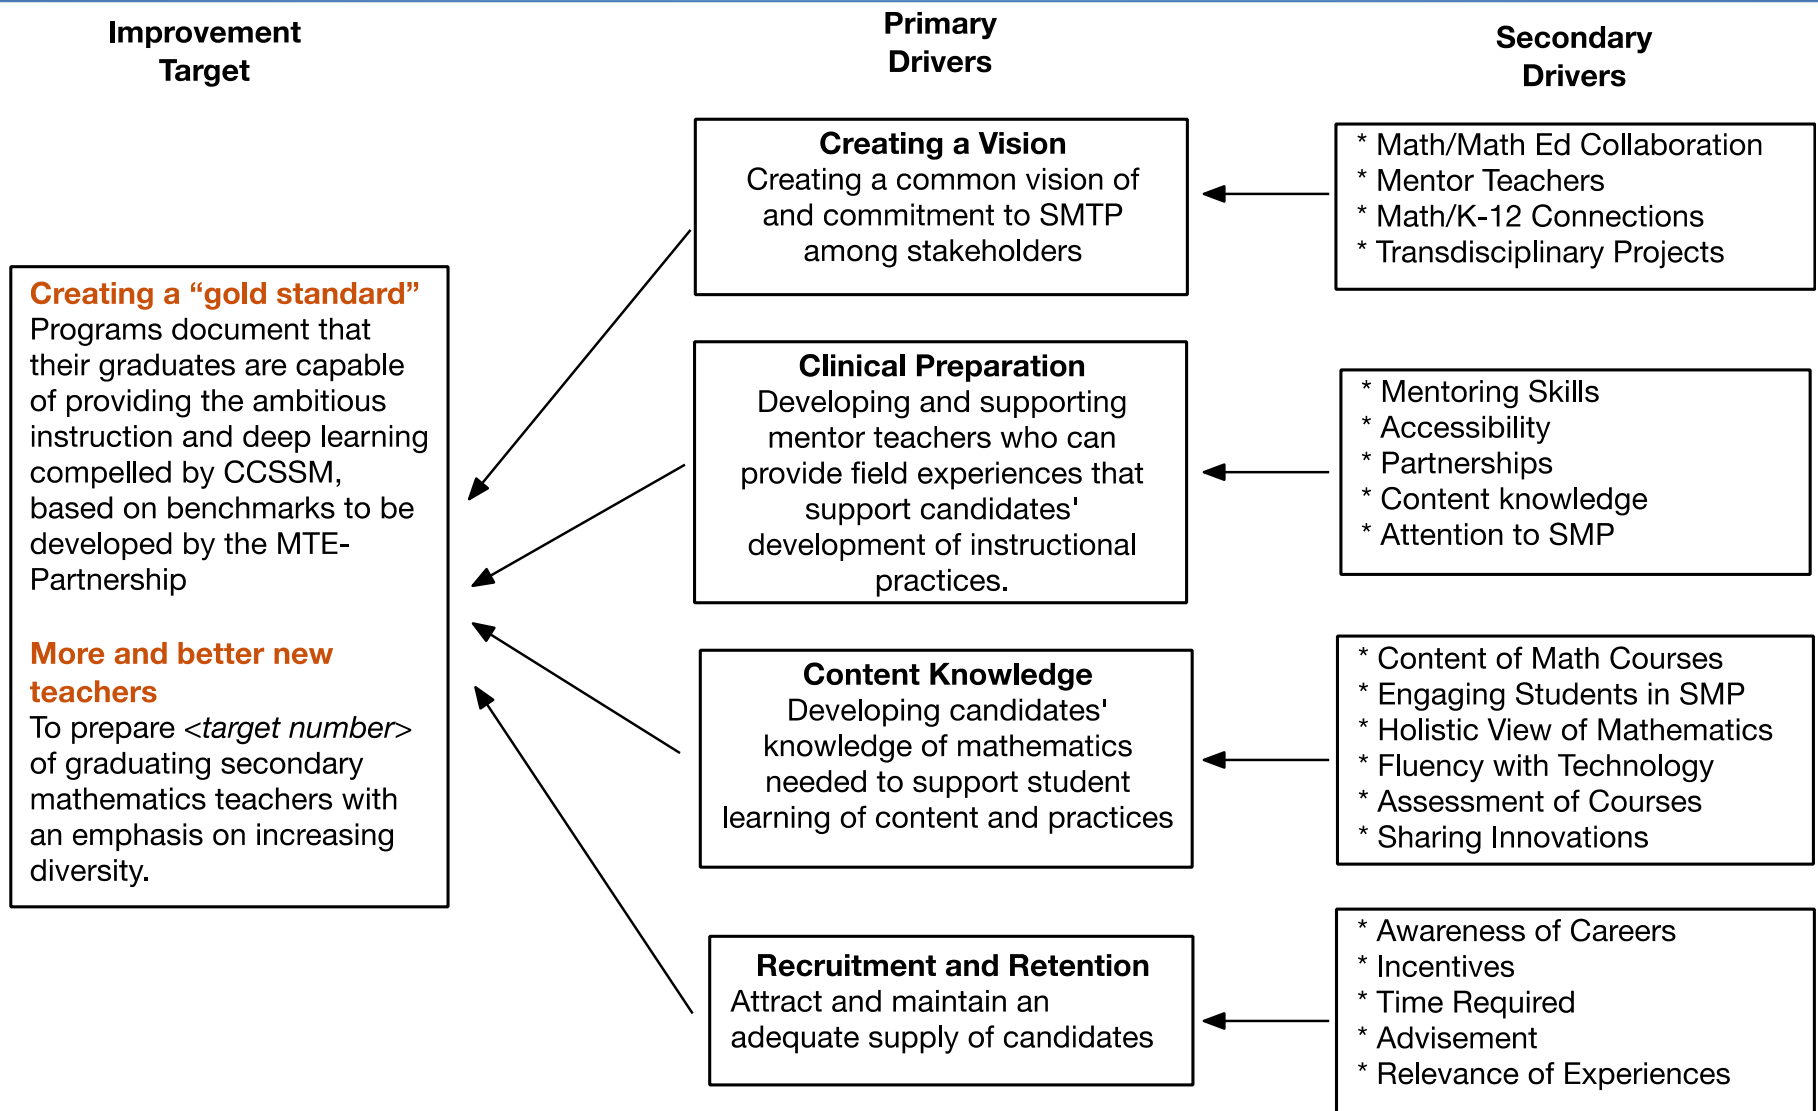 Improvement
Target
Primary
Drivers
Secondary
Drivers
Creating a “gold standard”
Programs document that
their graduates are capable
of providing the ambitious
instruction and deep learning
compelled by CCSSM,
based on benchmarks to be
developed by the MTE-
Partnership
More and better new
teachers
To prepare <target number>
of graduating secondary
mathematics teachers with
an emphasis on increasing
diversity.
Creating a Vision
Creating a common vision of
and commitment to SMTP
among stakeholders
Clinical Preparation
Developing and supporting
mentor teachers who can
provide field experiences that
support candidates'
development of instructional
practices.
Content Knowledge
Developing candidates'
knowledge of mathematics
needed to support student
learning of content and practices
Recruitment and Retention
Attract and maintain an
adequate supply of candidates
* Math/Math Ed Collaboration
* Mentor Teachers
* Math/K-12 Connections
* Transdisciplinary Projects
* Mentoring Skills
* Accessibility
* Partnerships
* Content knowledge
* Attention to SMP
* Content of Math Courses
* Engaging Students in SMP
* Holistic View of Mathematics
* Fluency with Technology
* Assessment of Courses
* Sharing Innovations
* Awareness of Careers
* Incentives
* Time Required
* Advisement
* Relevance of Experiences